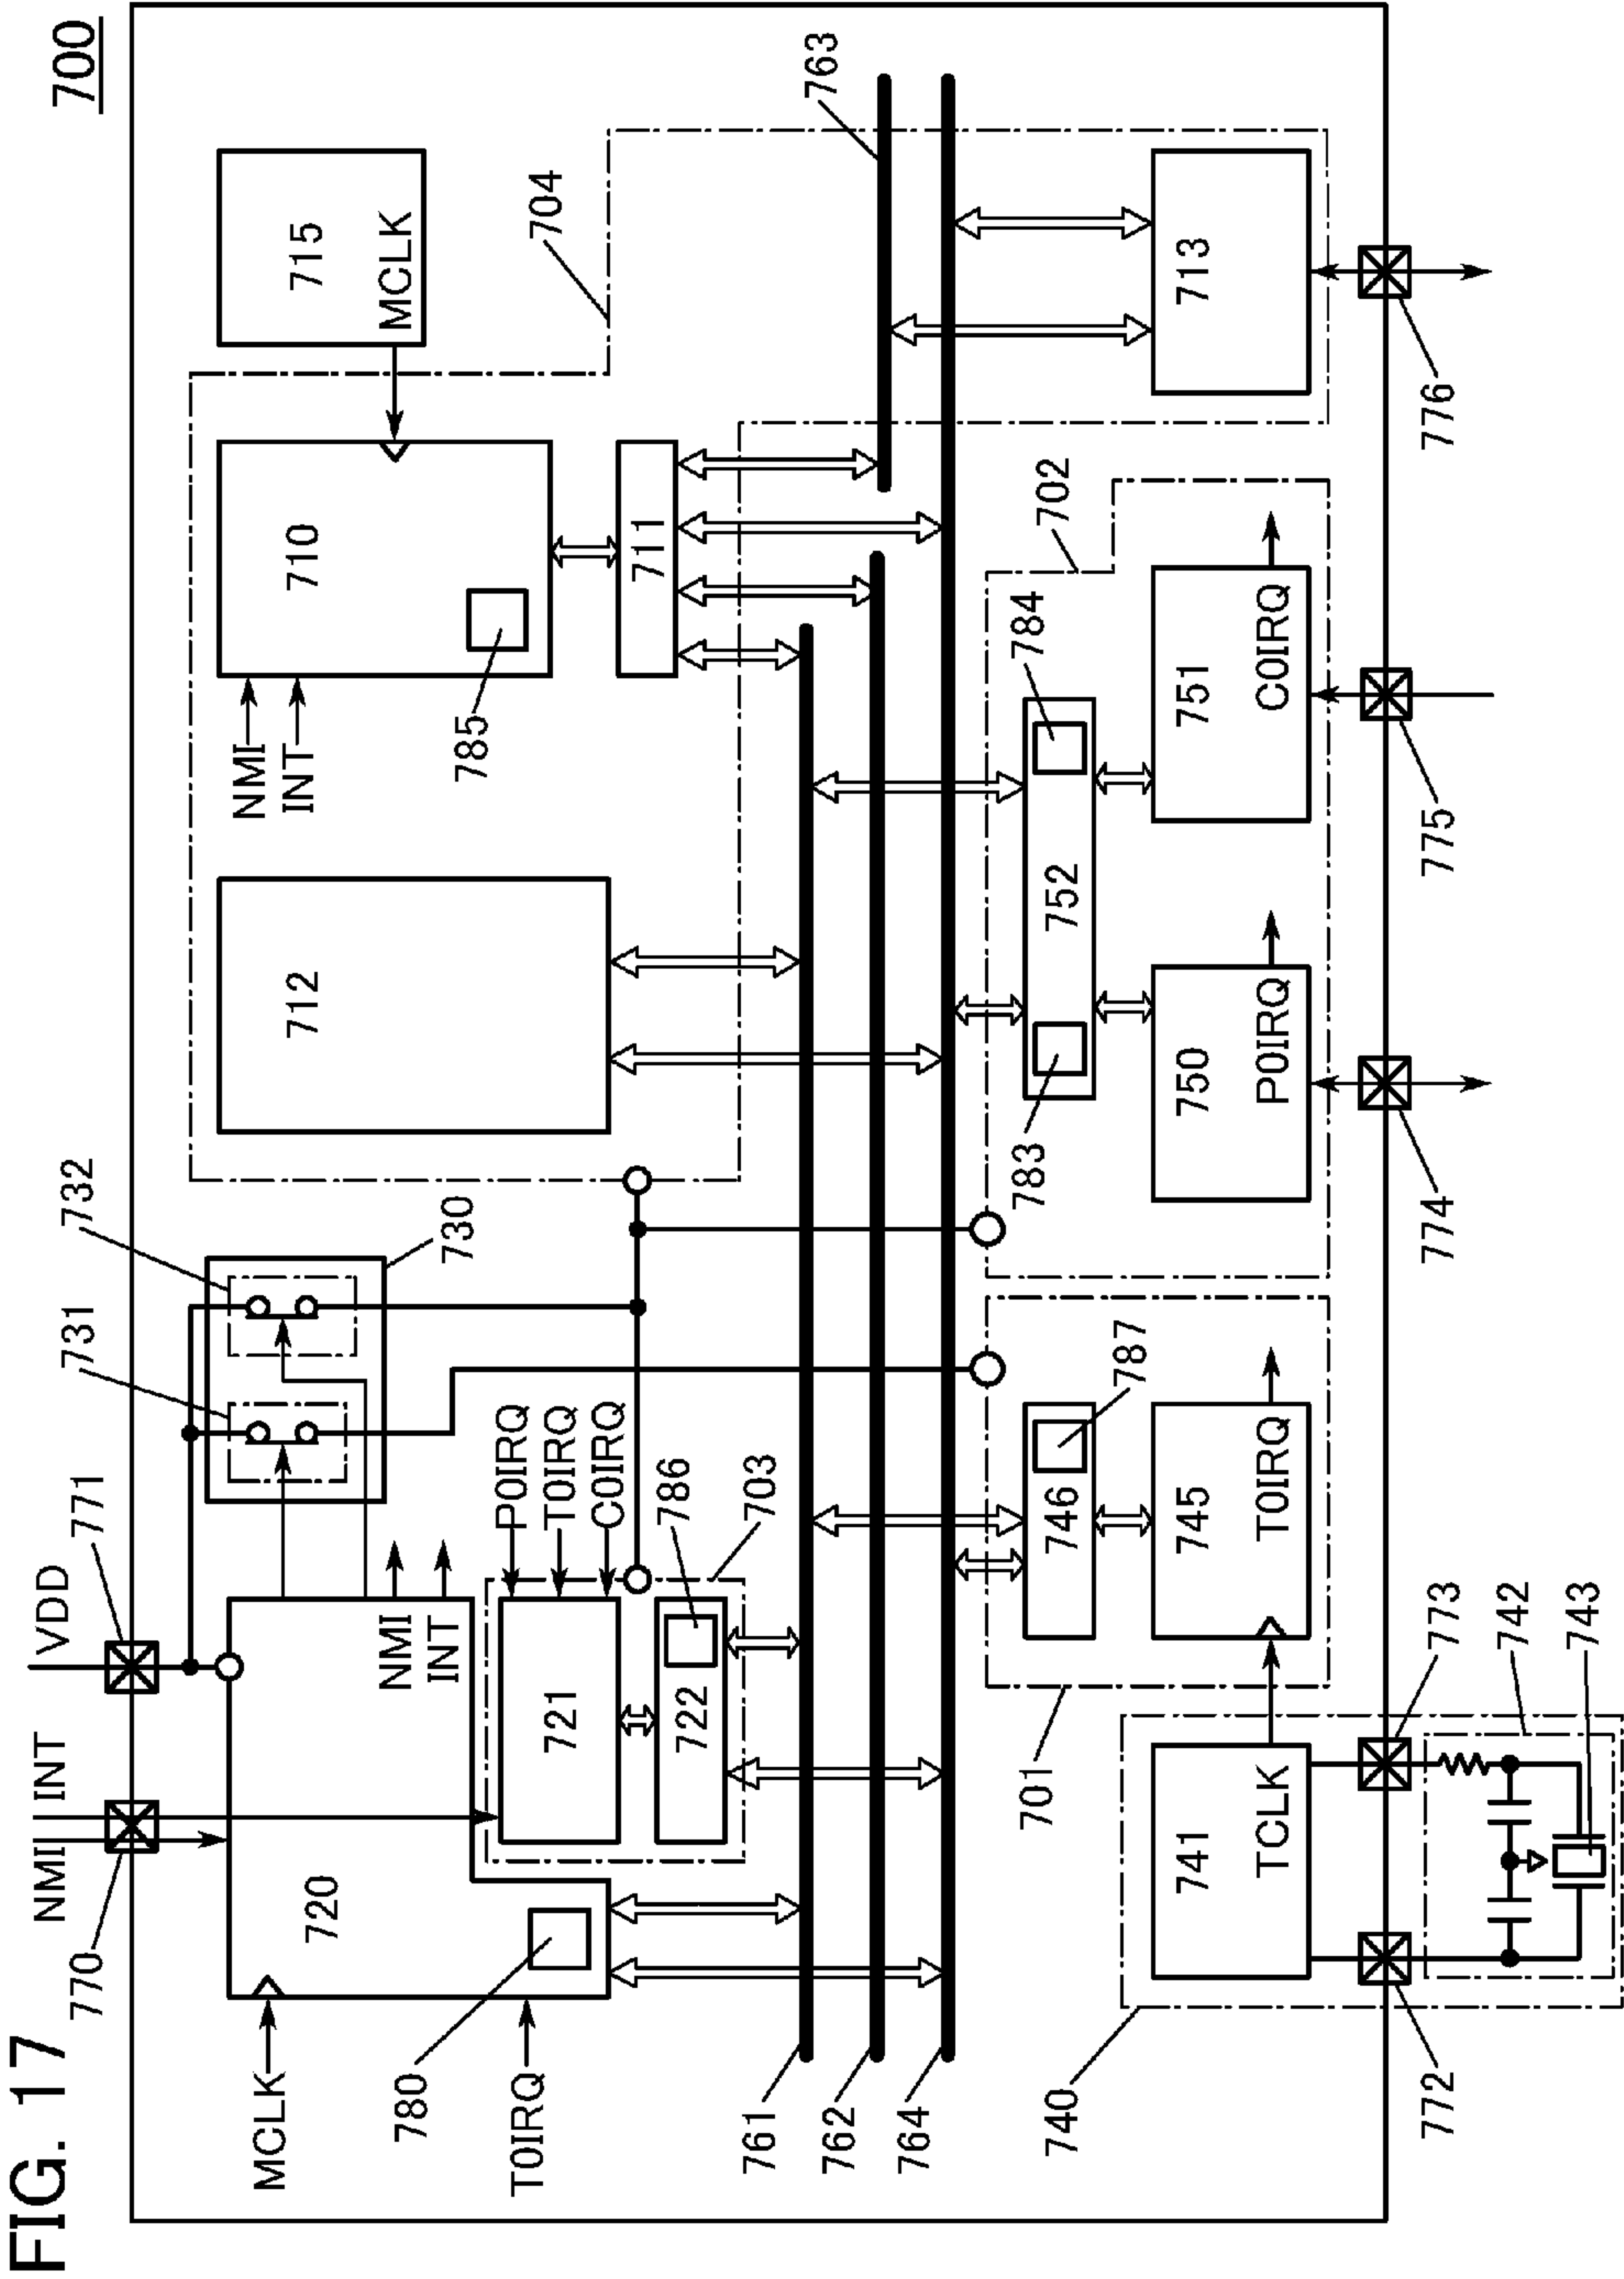 FIG. 17
700
NMI
INT
VDD
770
771
731
732
730
MCLK
720
780
T0IRQ
NMI
INT
P0IRQ
T0IRQ
C0IRQ
721
722
786
703
712
NMI
INT
710
785
711
715
MCLK
704
763
761
762
764
701
746
787
745
T0IRQ
702
752
783
784
750
P0IRQ
751
C0IRQ
713
740
741
TCLK
772
773
742
743
774
775
776